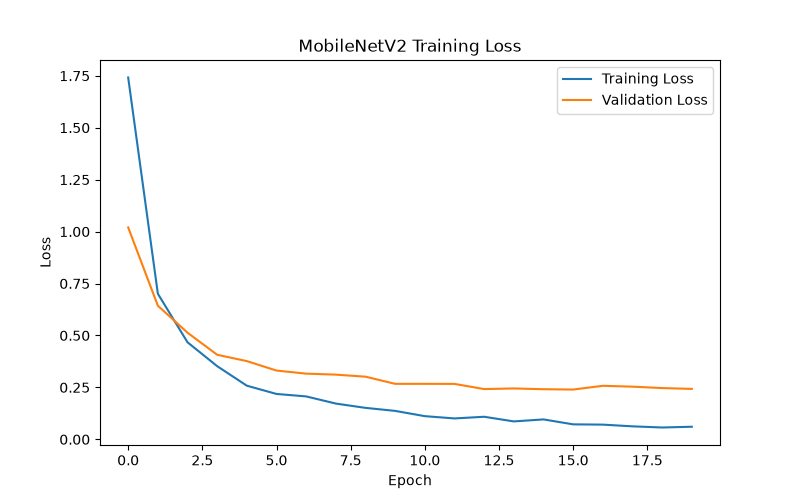 MobileNetV2 Training Loss
Training Loss
Validation Loss
1.75
1.50
1.25
1.00
0.75
0.50
0.25
0.00
Loss
0.0 2.5 5.0 7.5 10.0 12.5 15.0 17.5
Epoch